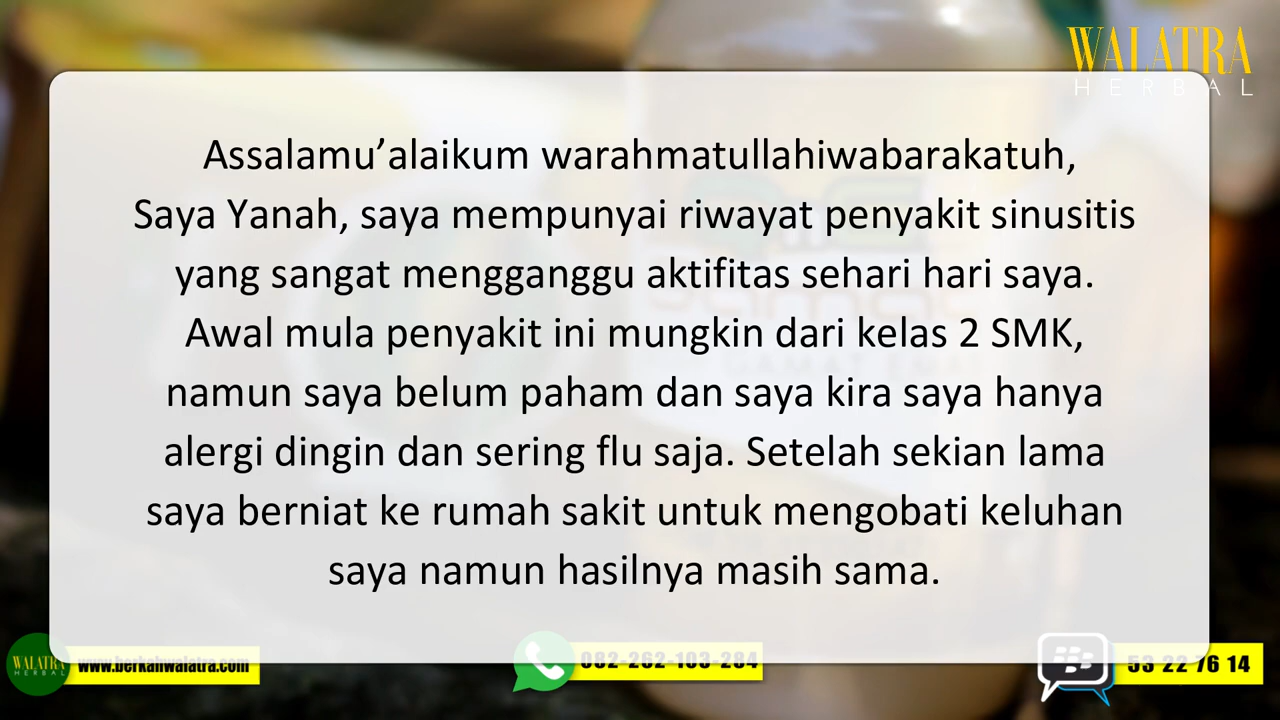 WALATRA
HERBAL
Assalamu’alaikum warahmatullahiwabarakatuh,
Saya Yanah, saya mempunyai riwayat penyakit sinusitis
yang sangat mengganggu aktifitas sehari hari saya.
Awal mula penyakit ini mungkin dari kelas 2 SMK,
namun saya belum paham dan saya kira saya hanya
alergi dingin dan sering flu saja. Setelah sekian lama
saya berniat ke rumah sakit untuk mengobati keluhan
saya namun hasilnya masih sama.
WALATRA
HERBAL
www.berkahwalatra.com
082-262-103-284
53 22 76 14